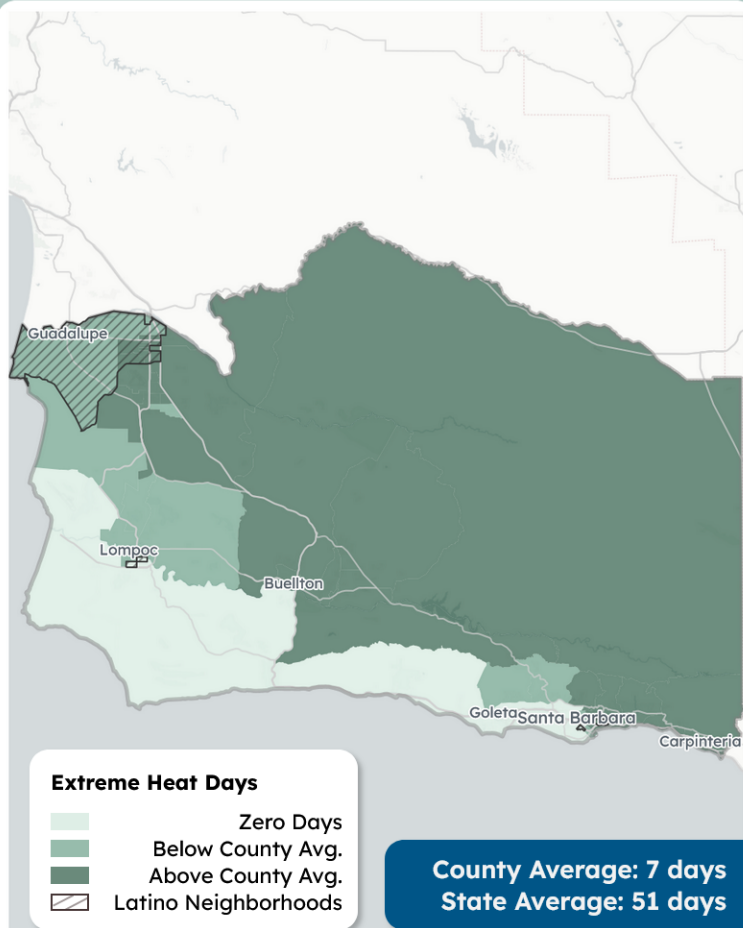 Guadalupe
Lompoc
Buellton
Goleta
Santa Barbara
Carpinteria
Extreme Heat Days
Zero Days
Below County Avg.
Above County Avg.
Latino Neighborhoods
County Average: 7 days
State Average: 51 days